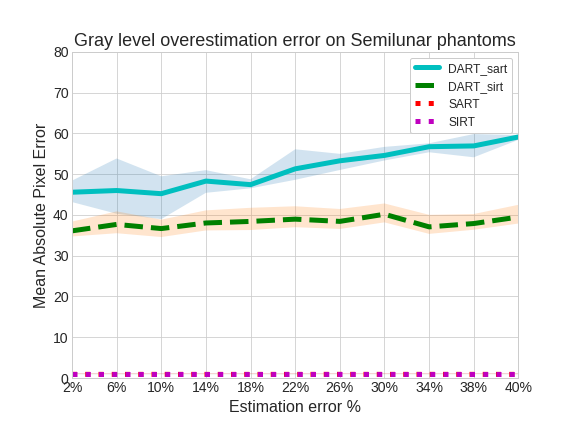 Gray level overestimation error on Semilunar phantoms
80
70
60
50
40
30
20
10
0
Mean Absolute Pixel Error
DART_sart
DART_sirt
SART
SIRT
2% 6% 10% 14% 18% 22% 26% 30% 34% 38% 40%
Estimation error %